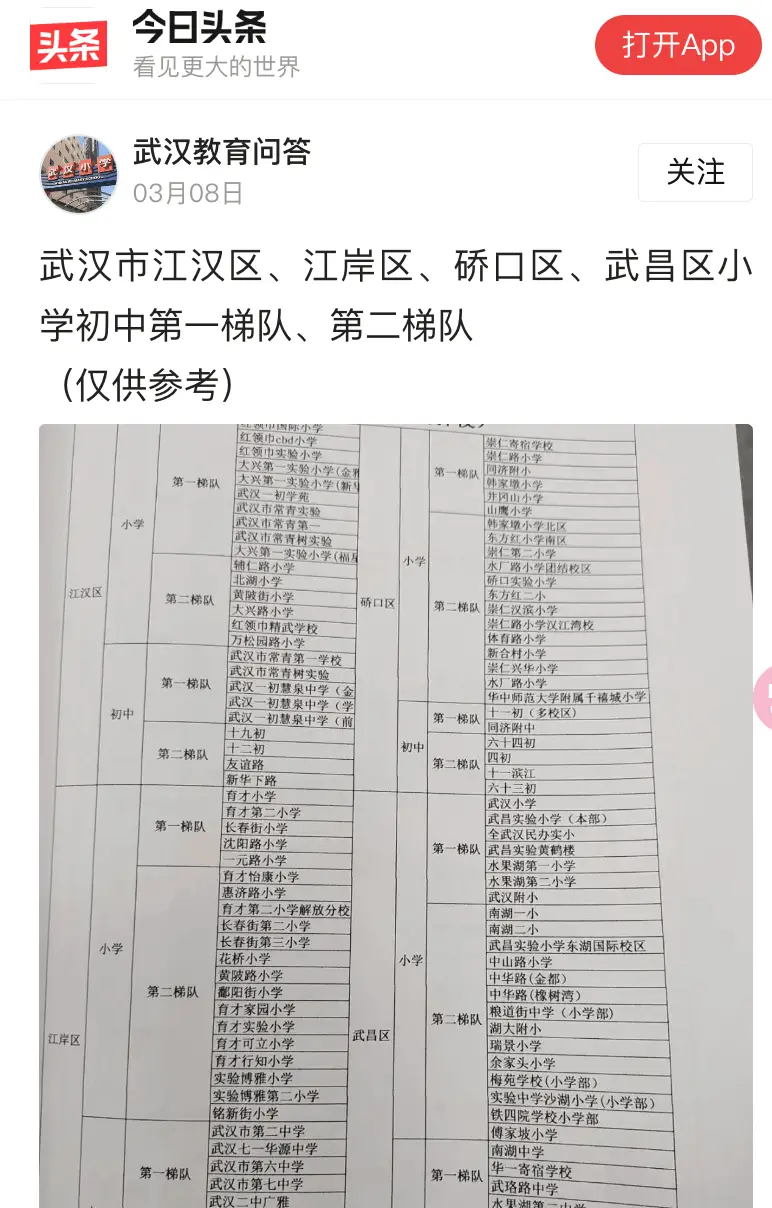 头条
今日头条
看见更大的世界
打开App
武汉教育问答
03月08日
关注
武汉市江汉区、江岸区、硚口区、武昌区小
学初中第一梯队、第二梯队
（仅供参考）
江汉区
小学
第一梯队
红领巾国际小学
红领巾cbd小学
红领巾实验小学
大兴第一实验小学(金雅
大兴第一实验小学(新华
武汉一初学苑
武汉市常青实验
武汉市常青第一
武汉市常青树实验
大兴第一实验小学(福星
第二梯队
辅仁路小学
北湖小学
黄陂街小学
大兴路小学
红领巾精武学校
万松园路小学
初中
第一梯队
武汉市常青第一学校
武汉市常青树实验
武汉一初慧泉中学（金
武汉一初慧泉中学（学
武汉一初慧泉中学（前
第二梯队
十九初
十二初
友谊路
新华下路
江岸区
小学
第一梯队
育才小学
育才第二小学
长春街小学
沈阳路小学
一元路小学
第二梯队
育才怡康小学
惠济路小学
育才第二小学解放分校
长春街第二小学
长春街第三小学
花桥小学
黄陂路小学
鄱阳街小学
育才家园小学
育才实验小学
育才可立小学
育才行知小学
实验博雅小学
实验博雅第二小学
铭新街小学
第一梯队
武汉市第二中学
武汉七一华源中学
武汉市第六中学
武汉市第七中学
武汉二中广雅
硚口区
小学
第一梯队
崇仁寄宿学校
崇仁路小学
同济附小
韩家墩小学
井冈山小学
山鹰小学
第二梯队
韩家墩小学北区
东方红小学南区
崇仁第二小学
水厂路小学团结校区
硚口实验小学
东方红二小
崇仁汉滨小学
崇仁路小学汉江湾校
体育路小学
新合村小学
崇仁兴华小学
水厂路小学
华中师范大学附属千禧城小学
初中
第一梯队
十一初（多校区）
同济附中
第二梯队
六十四初
四初
十一滨江
六十三初
武昌区
小学
第一梯队
武汉小学
武昌实验小学（本部）
全武汉民办实小
武昌实验黄鹤楼
水果湖第一小学
水果湖第二小学
武汉附小
第二梯队
南湖一小
南湖二小
武昌实验小学东湖国际校区
中山路小学
中华路(金都）
中华路(橡树湾）
粮道街中学（小学部）
湖大附小
瑞景小学
余家头小学
梅苑学校(小学部）
实验中学沙湖小学(小学部）
铁四院学校小学部
傅家坡小学
第一梯队
南湖中学
华一寄宿学校
武珞路中学
水果湖第二中学